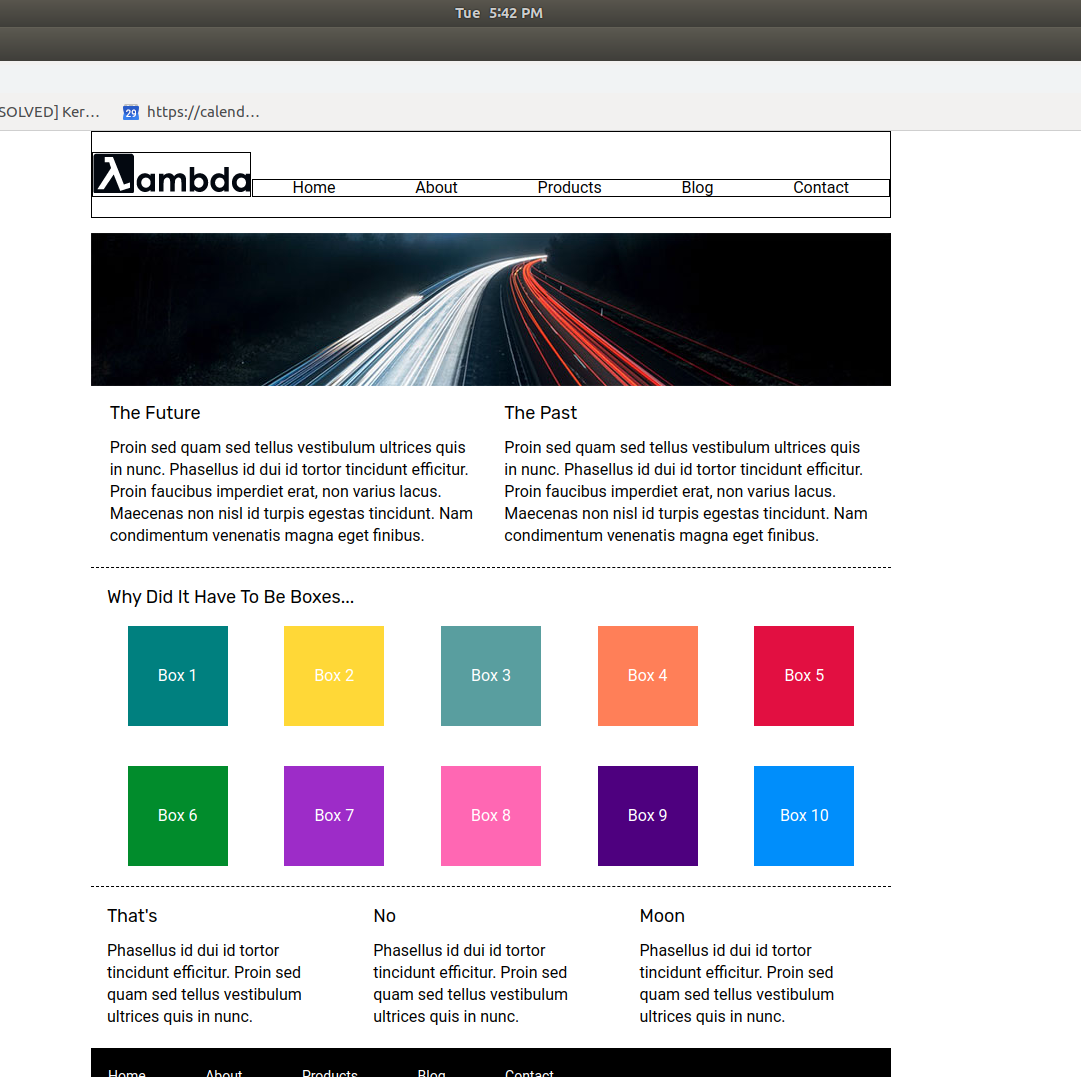 Tue 5:42 PM
SOLVED] Ker... 29 https://calend...
λambda
Home About Products Blog Contact
The Future
Proin sed quam sed tellus vestibulum ultrices quis
in nunc. Phasellus id dui id tortor tincidunt efficitur.
Proin faucibus imperdiet erat, non varius lacus.
Maecenas non nisl id turpis egestas tincidunt. Nam
condimentum venenatis magna eget finibus.
The Past
Proin sed quam sed tellus vestibulum ultrices quis
in nunc. Phasellus id dui id tortor tincidunt efficitur.
Proin faucibus imperdiet erat, non varius lacus.
Maecenas non nisl id turpis egestas tincidunt. Nam
condimentum venenatis magna eget finibus.
Why Did It Have To Be Boxes...
Box 1 Box 2 Box 3 Box 4 Box 5
Box 6 Box 7 Box 8 Box 9 Box 10
That's
Phasellus id dui id tortor
tincidunt efficitur. Proin sed
quam sed tellus vestibulum
ultrices quis in nunc.
No
Phasellus id dui id tortor
tincidunt efficitur. Proin sed
quam sed tellus vestibulum
ultrices quis in nunc.
Moon
Phasellus id dui id tortor
tincidunt efficitur. Proin sed
quam sed tellus vestibulum
ultrices quis in nunc.
Home About Products Blog Contact